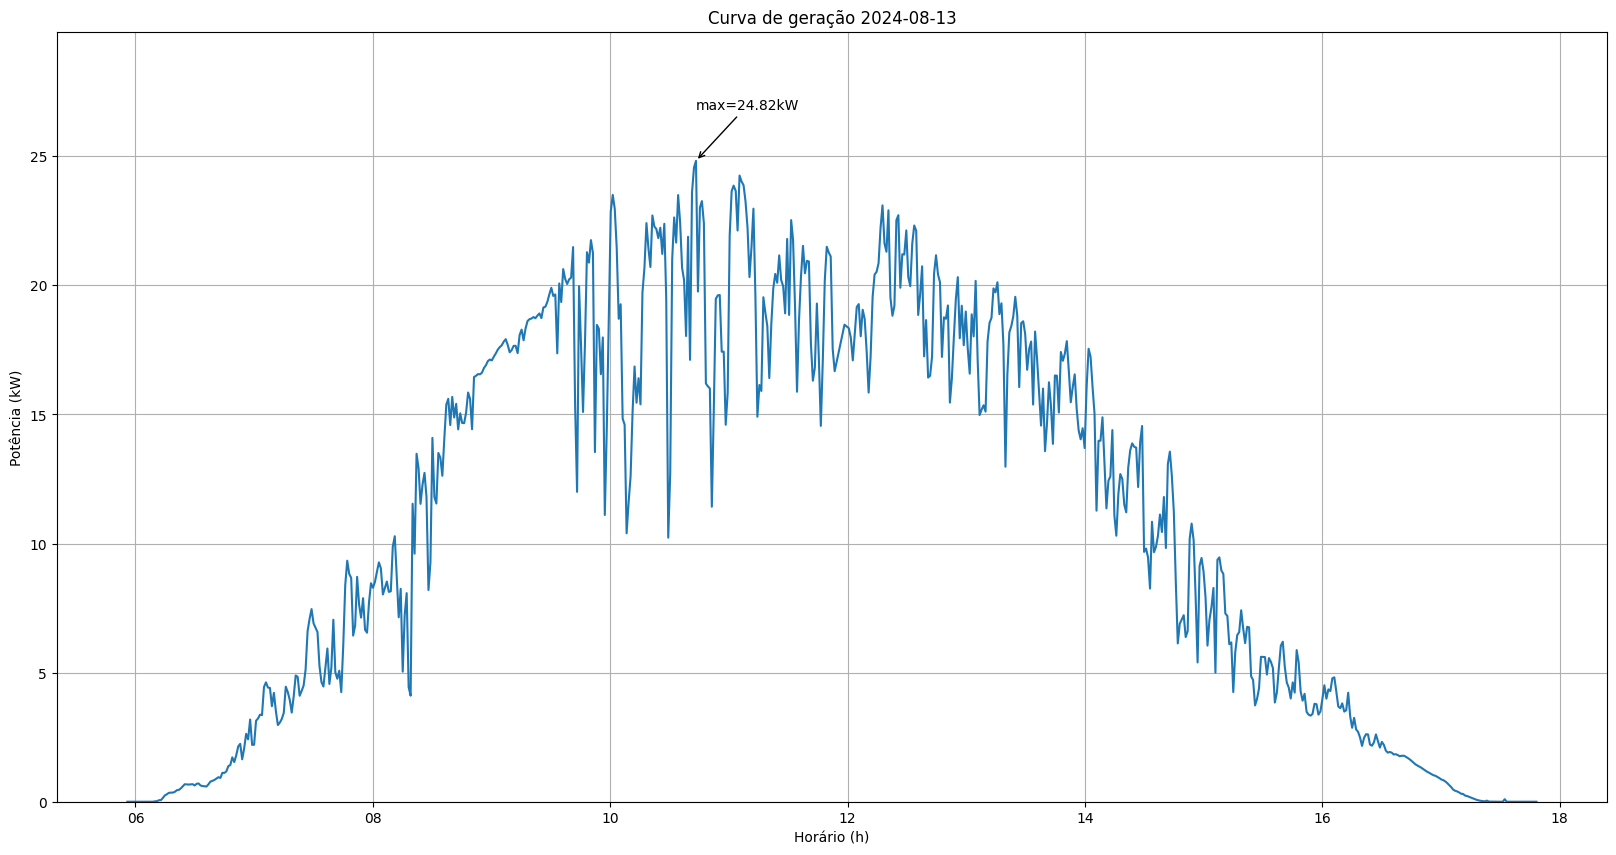 Curva de geração 2024-08-13
max=24.82kW
25
20
15
10
5
0
Potência (kW)
06 08 10 12 14 16 18
Horário (h)